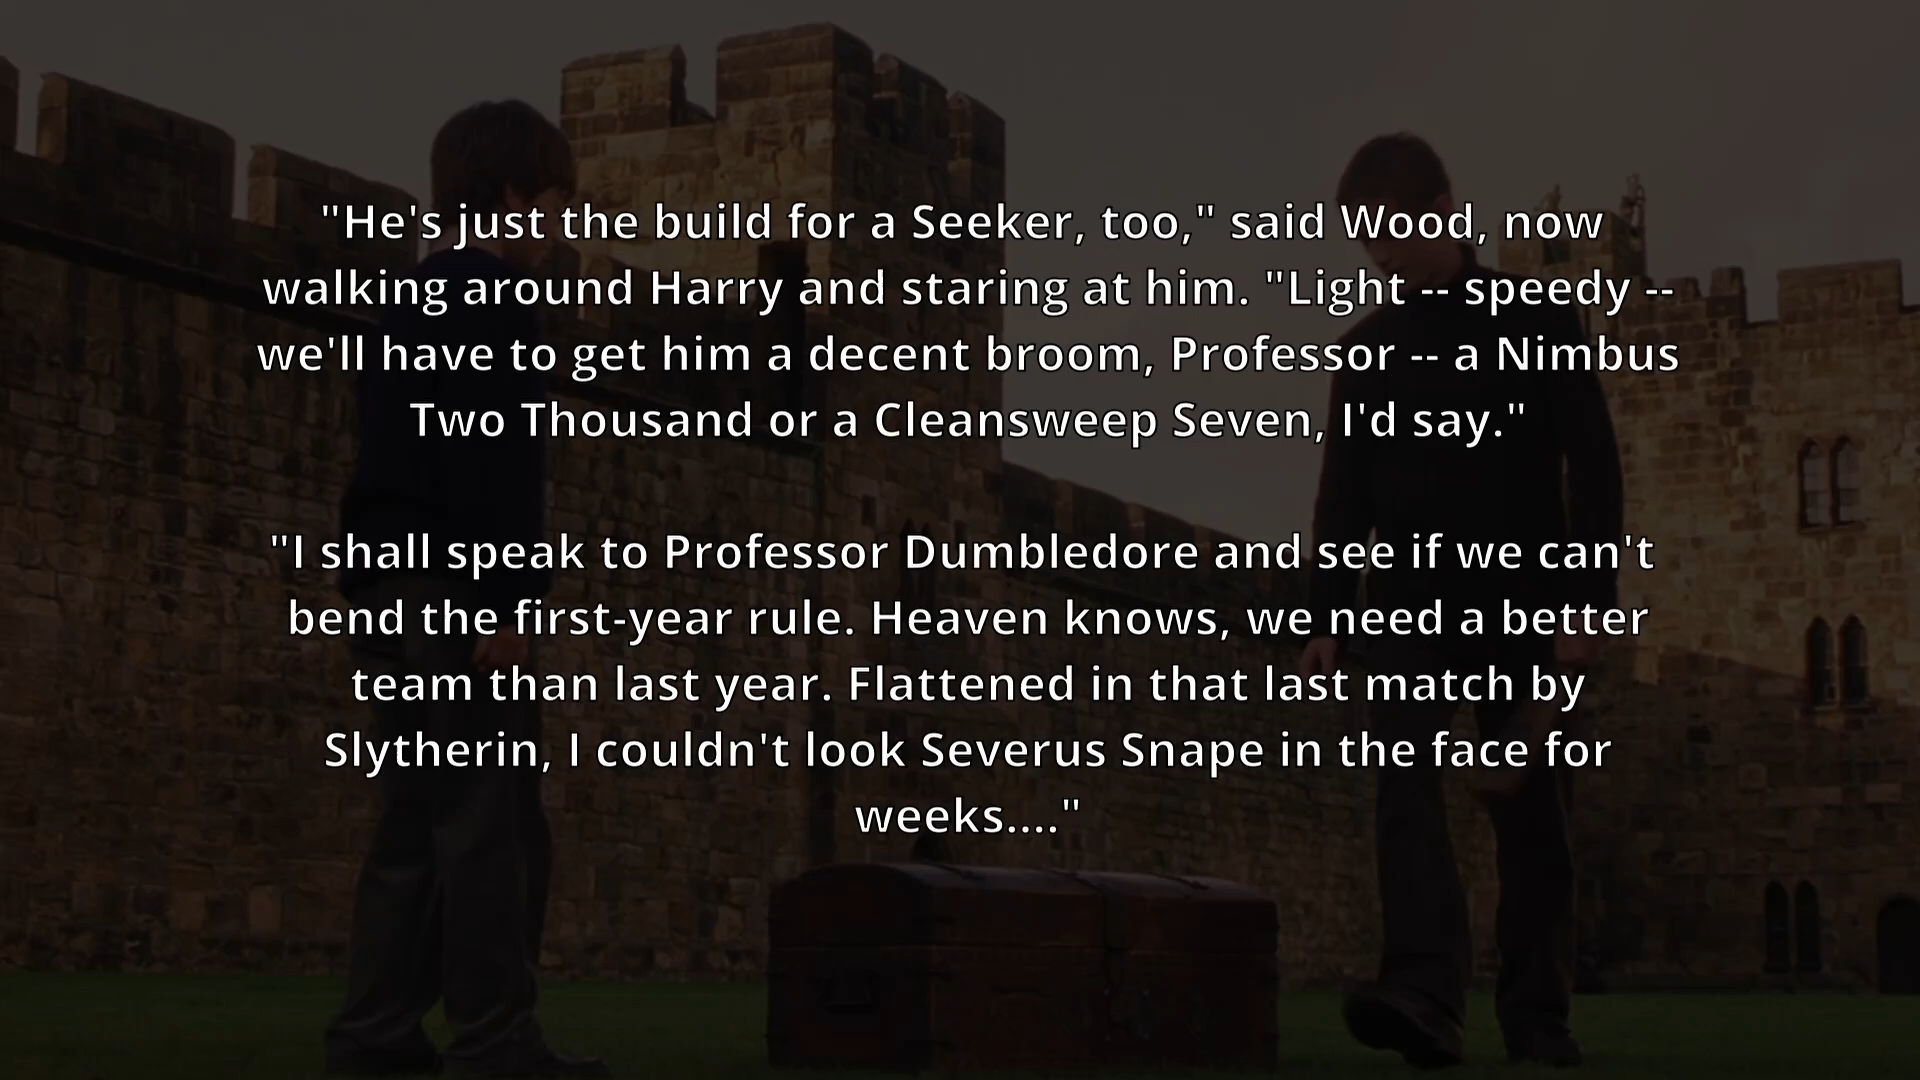 "He's just the build for a Seeker, too," said Wood, now
walking around Harry and staring at him. "Light -- speedy --
we'll have to get him a decent broom, Professor -- a Nimbus
Two Thousand or a Cleansweep Seven, I'd say."
"I shall speak to Professor Dumbledore and see if we can't
bend the first-year rule. Heaven knows, we need a better
team than last year. Flattened in that last match by
Slytherin, I couldn't look Severus Snape in the face for
weeks...."